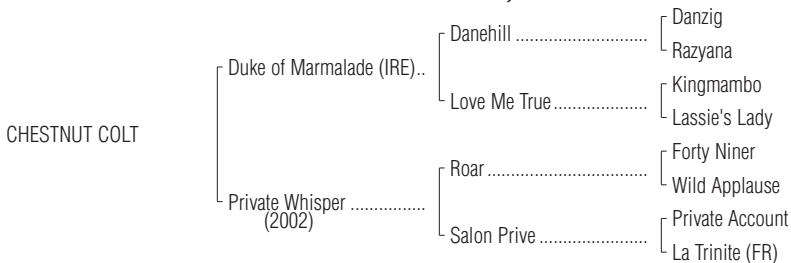 Danzig
Danehill ............................
Razyana
Duke of Marmalade (IRE)..
Kingmambo
Love Me True....................
Lassie's Lady
CHESTNUT COLT
Forty Niner
Roar..................................
Wild Applause
Private Whisper ................
(2002)
Private Account
Salon Prive.......................
La Trinite (FR)